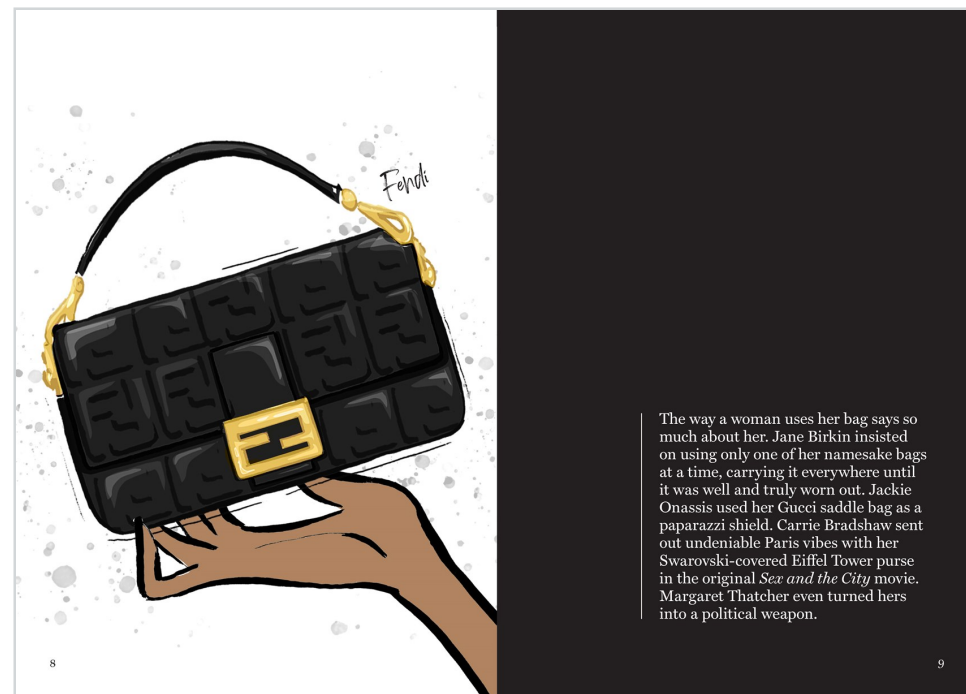 Fendi
The way a woman uses her bag says so
much about her. Jane Birkin insisted
on using only one of her namesake bags
at a time, carrying it everywhere until
it was well and truly worn out. Jackie
Onassis used her Gucci saddle bag as a
paparazzi shield. Carrie Bradshaw sent
out undeniable Paris vibes with her
Swarovski-covered Eiffel Tower purse
in the original Sex and the City movie.
Margaret Thatcher even turned hers
into a political weapon.
8
9